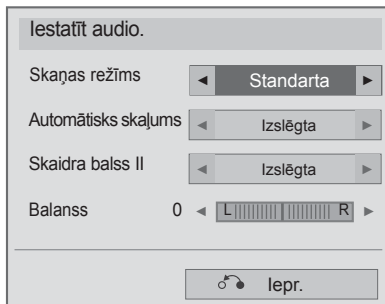 Iestatīt audio.
Skaņas režīms ◄ Standarta ►
Automātisks skaļums ◄ Izslēgta ►
Skaidra balss II ◄ Izslēgta ►
Balanss 0 ◄ L R ►
Iepr.